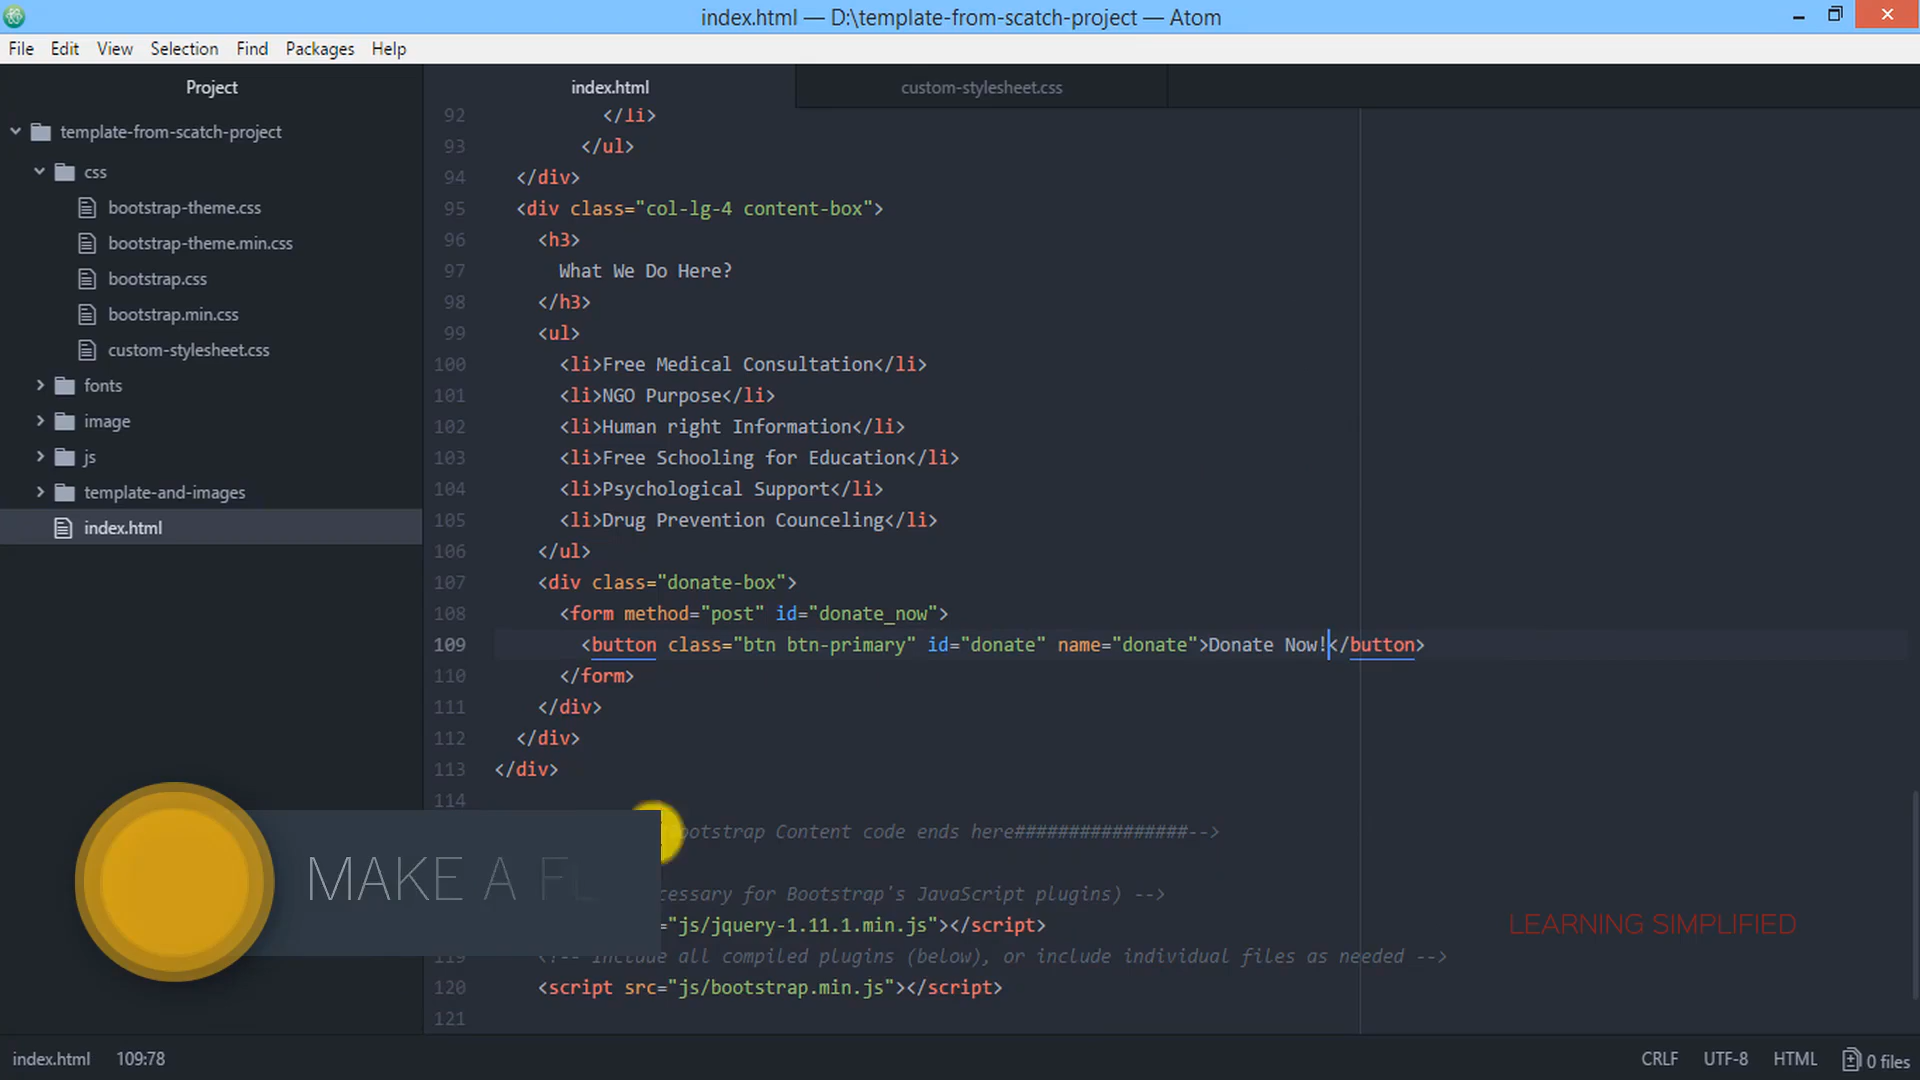 index.html — D:\template-from-scatch-project — Atom
File Edit View Selection Find Packages Help
Project
template-from-scatch-project
css
bootstrap-theme.css
bootstrap-theme.min.css
bootstrap.css
bootstrap.min.css
custom-stylesheet.css
fonts
image
js
template-and-images
index.html
index.html custom-stylesheet.css
92 </li>
93 </ul>
94 </div>
95 <div class="col-lg-4 content-box">
96 <h3>
97 What We Do Here?
98 </h3>
99 <ul>
100 <li>Free Medical Consultation</li>
101 <li>NGO Purpose</li>
102 <li>Human right Information</li>
103 <li>Free Schooling for Education</li>
104 <li>Psychological Support</li>
105 <li>Drug Prevention Counceling</li>
106 </ul>
107 <div class="donate-box">
108 <form method="post" id="donate_now">
109 <button class="btn btn-primary" id="donate" name="donate">Donate Now!</button>
110 </form>
111 </div>
112 </div>
113 </div>
114
ootstrap Content code ends here################-->
cessary for Bootstrap's JavaScript plugins) -->
="js/jquery-1.11.1.min.js"></script>
119 <!-- Include all compiled plugins (below), or include individual files as needed -->
120 <script src="js/bootstrap.min.js"></script>
121
MAKE A FL
LEARNING SIMPLIFIED
index.html 109:78 CRLF UTF-8 HTML 0 files